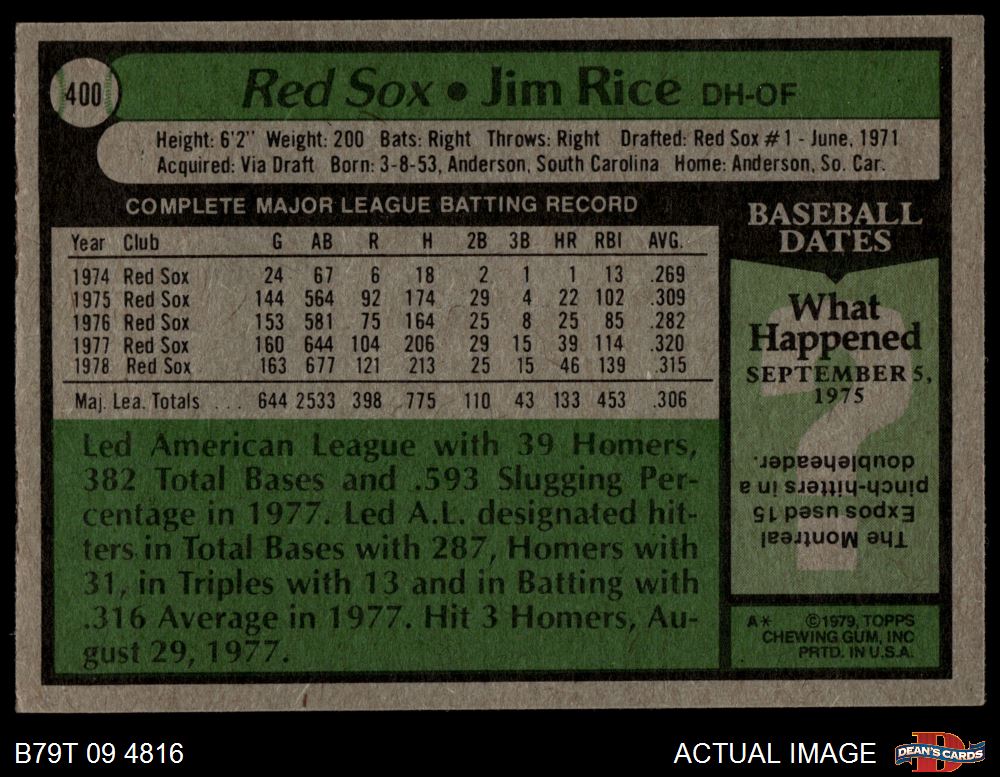 400
Red Sox • Jim Rice DH-OF
Height: 6'2" Weight: 200 Bats: Right Throws: Right Drafted: Red Sox #1 - June, 1971
Acquired: Via Draft Born: 3-8-53, Anderson, South Carolina Home: Anderson, So. Car.
COMPLETE MAJOR LEAGUE BATTING RECORD
Year Club G AB R H 2B 3B HR RBI AVG.
1974 Red Sox 24 67 6 18 2 1 1 13 .269
1975 Red Sox 144 564 92 174 29 4 22 102 .309
1976 Red Sox 153 581 75 164 25 8 25 85 .282
1977 Red Sox 160 644 104 206 29 15 39 114 .320
1978 Red Sox 163 677 121 213 25 15 46 139 .315
Maj. Lea. Totals ... 644 2533 398 775 110 43 133 453 .306
Led American League with 39 Homers,
382 Total Bases and .593 Slugging Per-
centage in 1977. Led A.L. designated hit-
ters in Total Bases with 287, Homers with
31, in Triples with 13 and in Batting with
.316 Average in 1977. Hit 3 Homers, Au-
gust 29, 1977.
BASEBALL
DATES
What
Happened
SEPTEMBER 5,
1975
?
The Montreal
Expos used 15
pinch-hitters in a
doubleheader.
A* ©1979, TOPPS
CHEWING GUM, INC
PRTD. IN U.S.A.
B79T 09 4816
ACTUAL IMAGE
DEAN'S CARDS